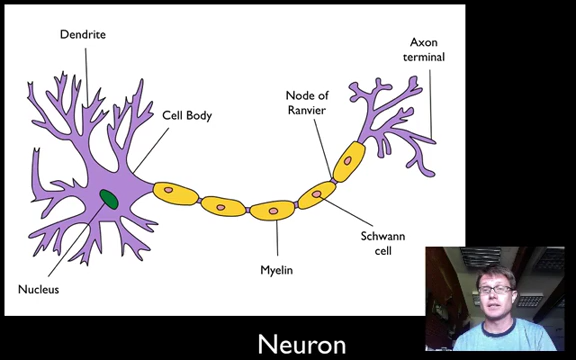 Dendrite
Axon
terminal
Node of
Ranvier
Cell Body
Schwann
cell
Myelin
Nucleus
Neuron